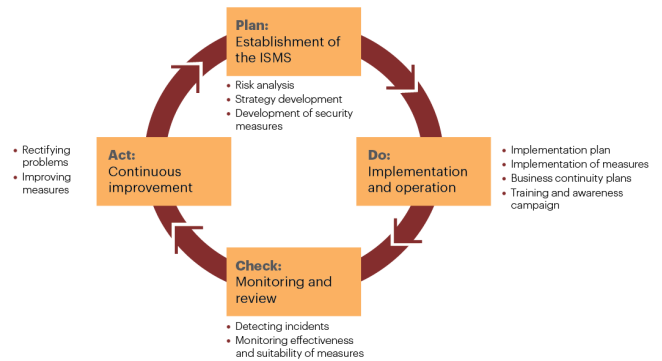 Plan:
Establishment of
the ISMS
• Risk analysis
• Strategy development
• Development of security
measures
Do:
Implementation
and operation
• Implementation plan
• Implementation of measures
• Business continuity plans
• Training and awareness
campaign
Check:
Monitoring and
review
• Detecting incidents
• Monitoring effectiveness
and suitability of measures
Act:
Continuous
improvement
• Rectifying
problems
• Improving
measures